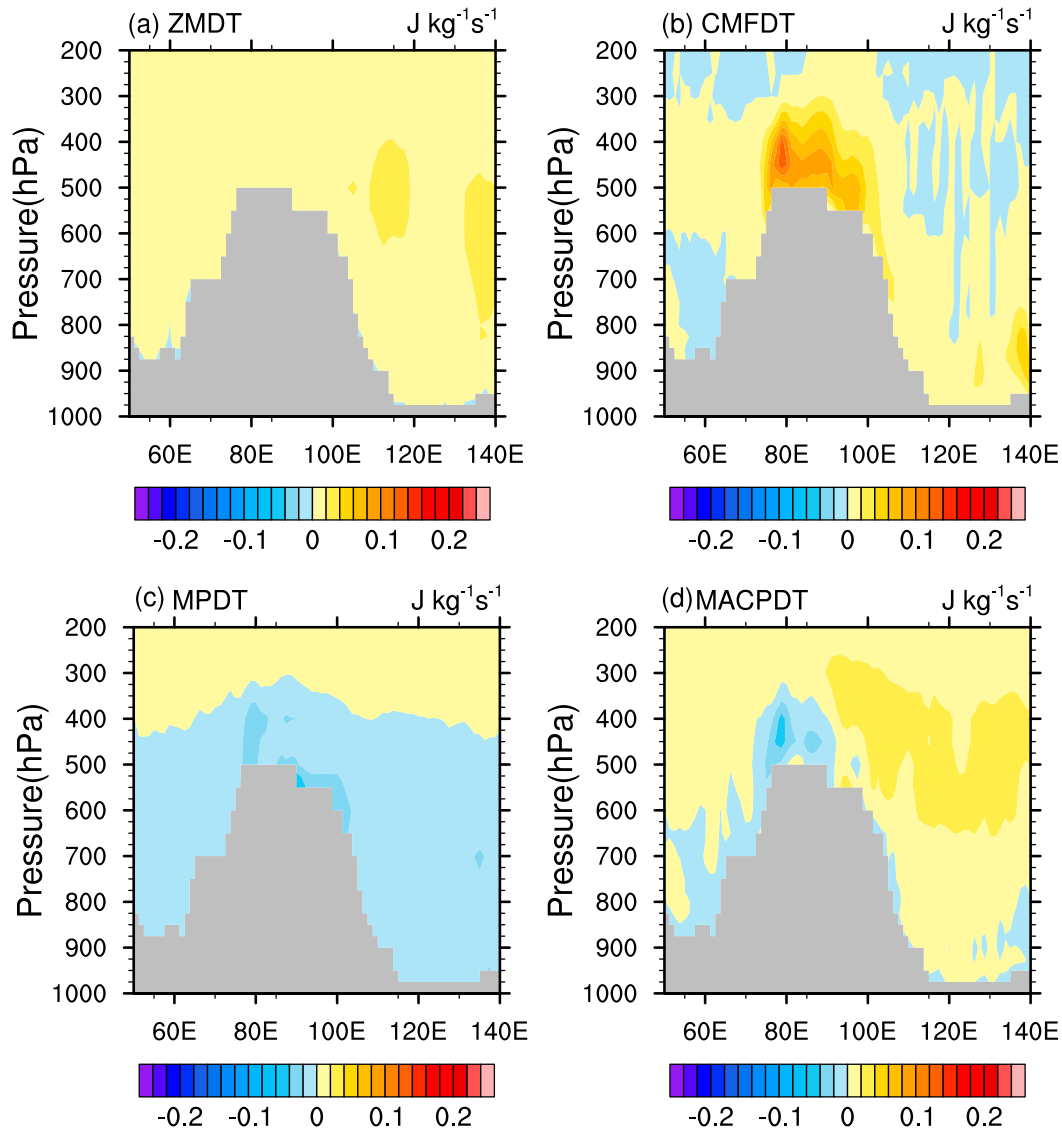 (a) ZMDT J kg⁻¹s⁻¹
200
300
400
500
600
700
800
900
1000
Pressure(hPa)
60E 80E 100E 120E 140E
-0.2 -0.1 0 0.1 0.2
(b) CMFDT J kg⁻¹s⁻¹
200
300
400
500
600
700
800
900
1000
Pressure(hPa)
60E 80E 100E 120E 140E
-0.2 -0.1 0 0.1 0.2
(c) MPDT J kg⁻¹s⁻¹
200
300
400
500
600
700
800
900
1000
Pressure(hPa)
60E 80E 100E 120E 140E
-0.2 -0.1 0 0.1 0.2
(d) MACPDT J kg⁻¹s⁻¹
200
300
400
500
600
700
800
900
1000
Pressure(hPa)
60E 80E 100E 120E 140E
-0.2 -0.1 0 0.1 0.2